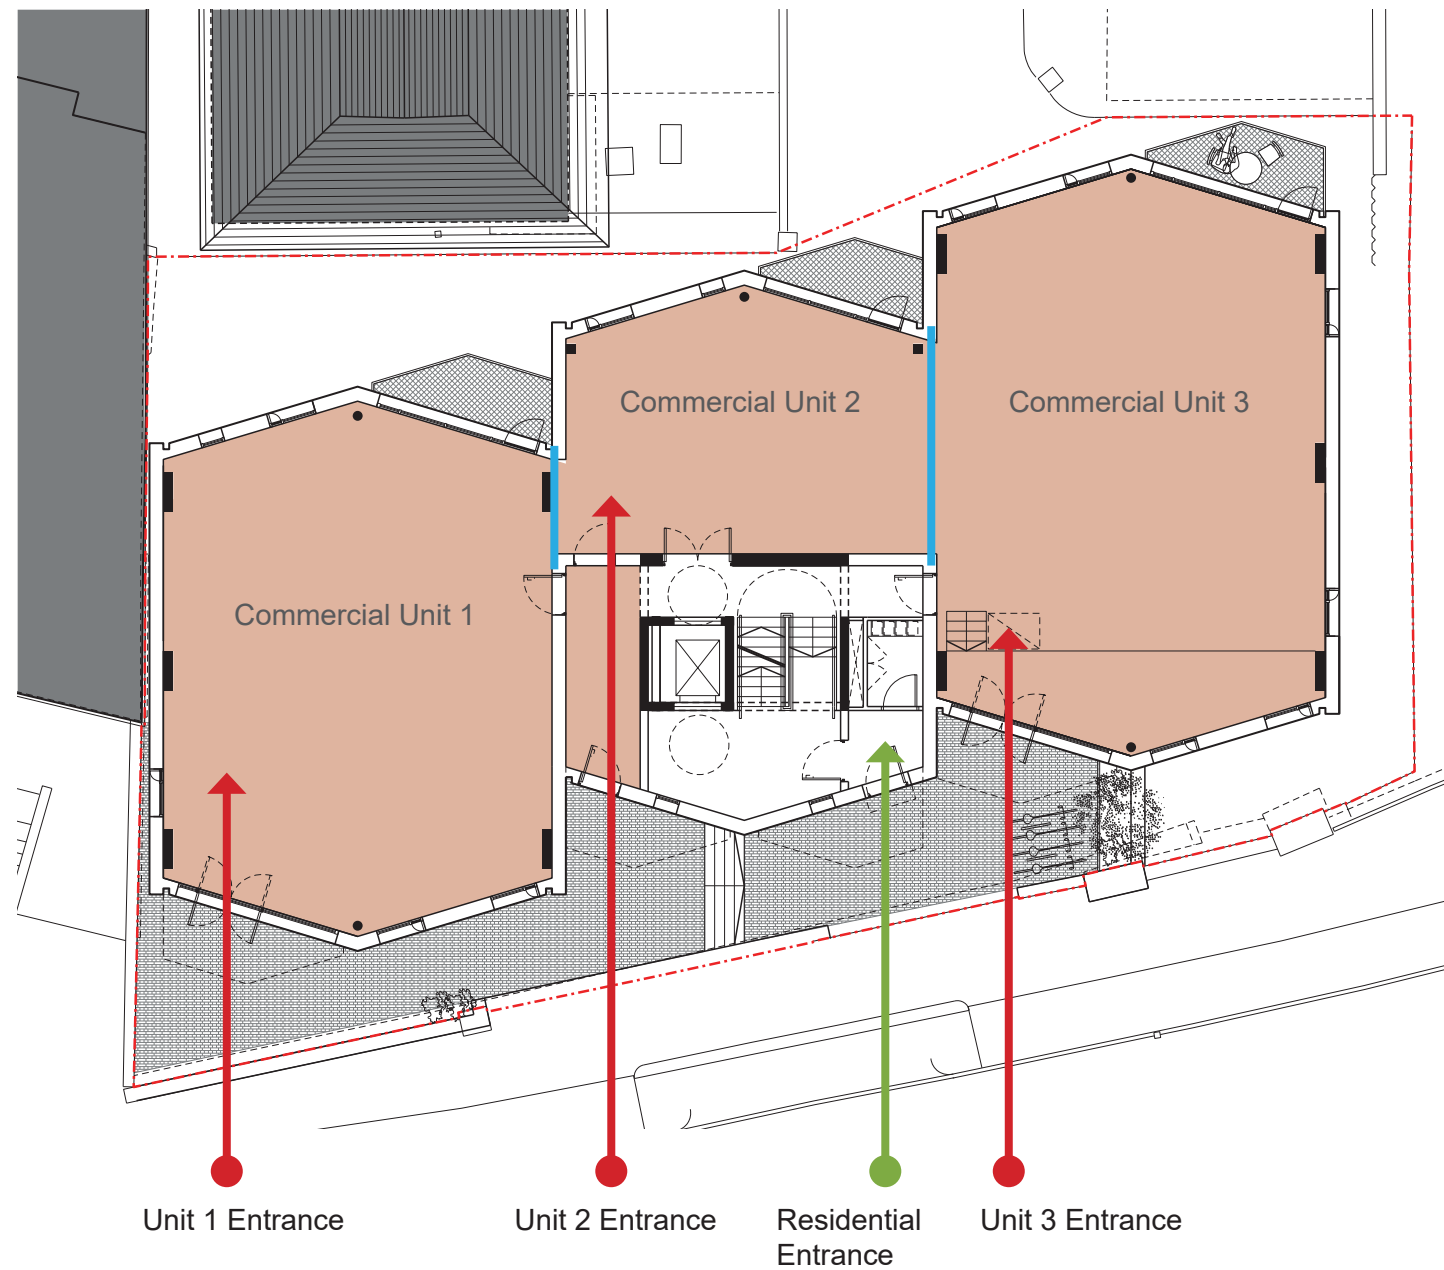 Commercial Unit 2
Commercial Unit 3
Commercial Unit 1
Unit 1 Entrance
Unit 2 Entrance
Residential
Entrance
Unit 3 Entrance